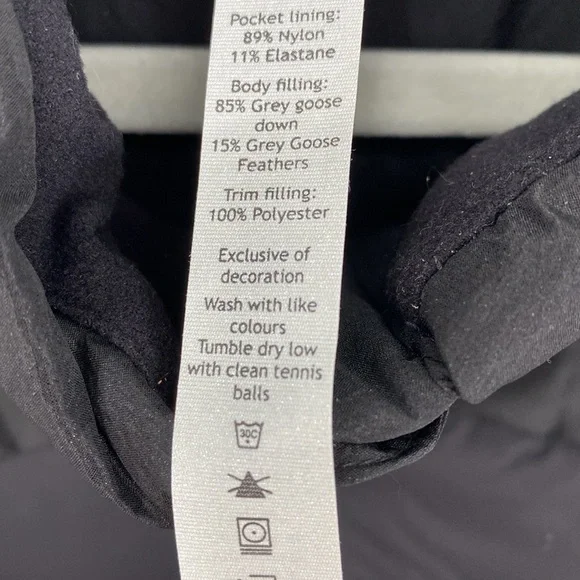 Pocket lining:
89% Nylon
11% Elastane
Body filling:
85% Grey goose
down
15% Grey Goose
Feathers
Trim filling:
100% Polyester
Exclusive of
decoration
Wash with like
colours
Tumble dry low
with clean tennis
balls
30C